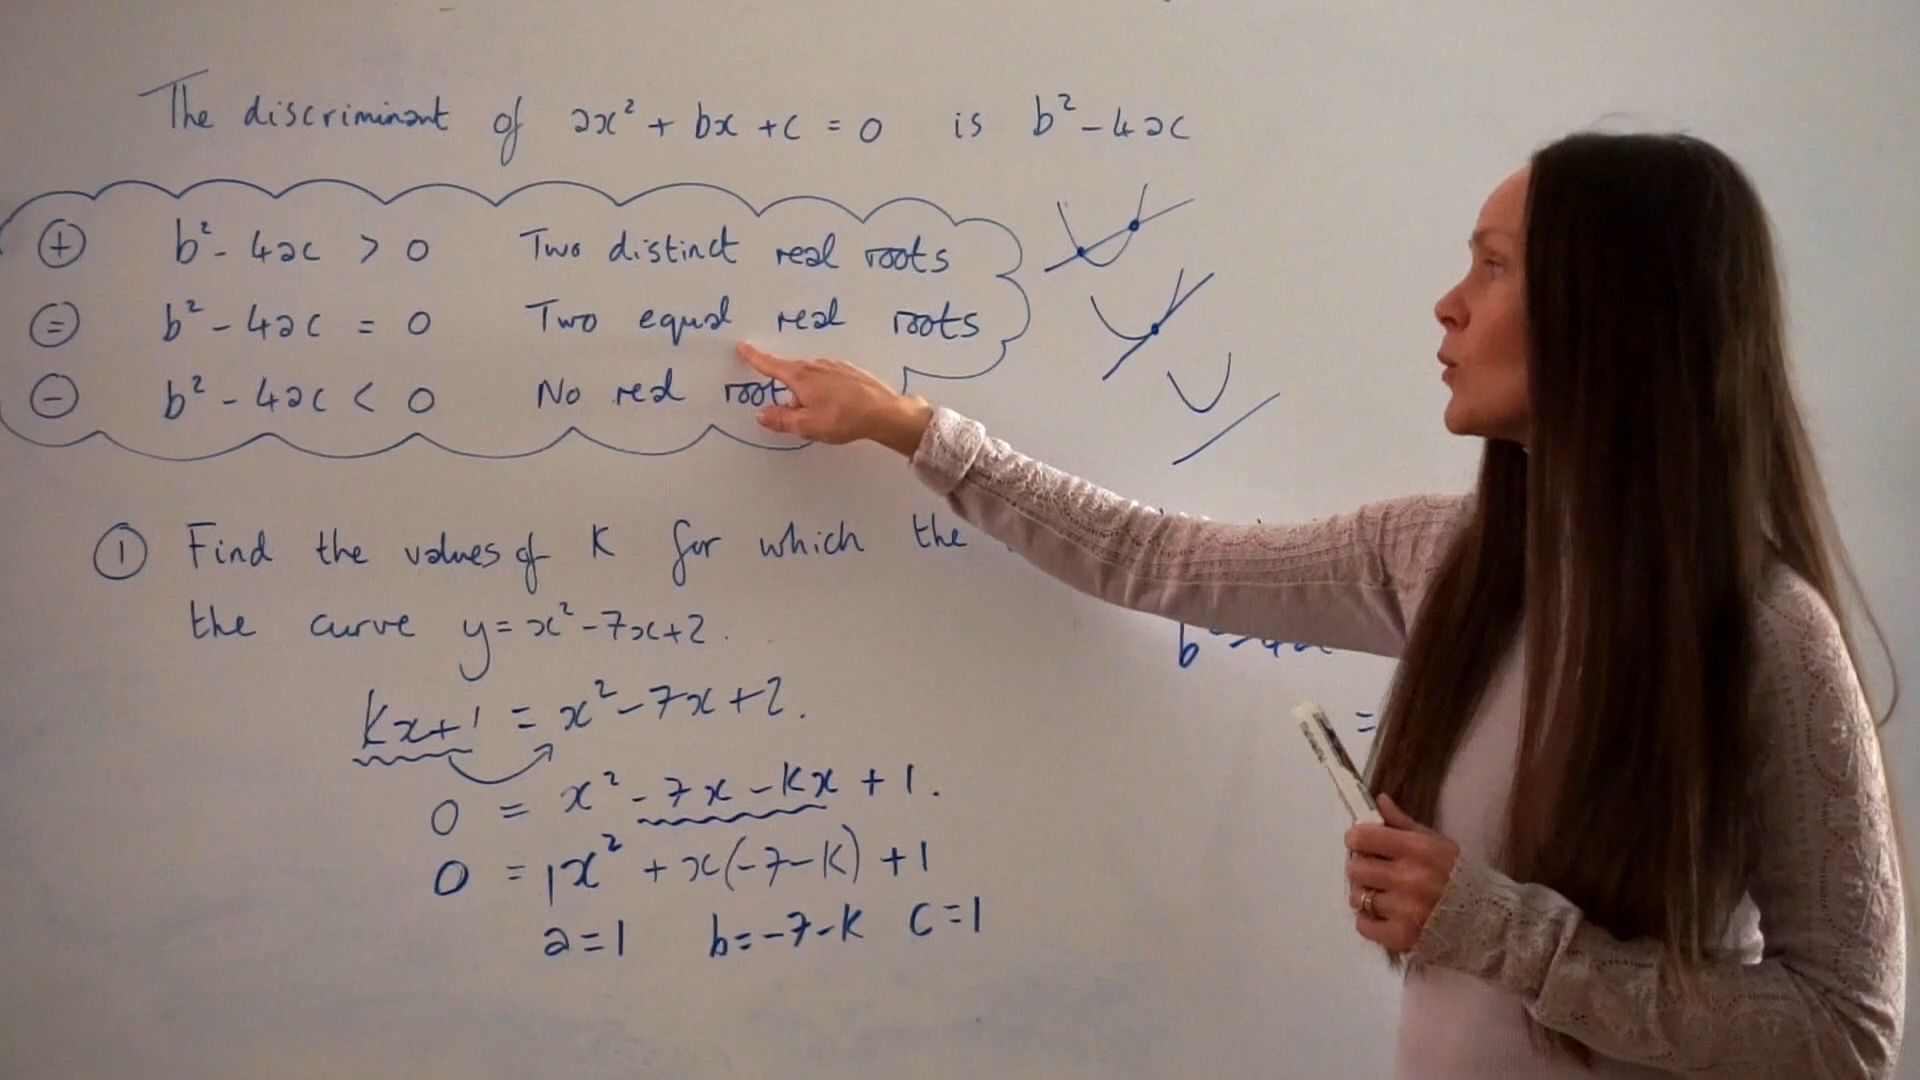 The discriminant of ax² + bx + c = 0 is b² - 4ac
+ b² - 4ac > 0 Two distinct real roots
= b² - 4ac = 0 Two equal real roots
- b² - 4ac < 0 No real
① Find the values of K for which the
the curve y = x² - 7x + 2.
Kx + 1 = x² - 7x + 2.
0 = x² - 7x - Kx + 1.
0 = 1x² + x(-7 - K) + 1
a = 1 b = -7 - K c = 1
=